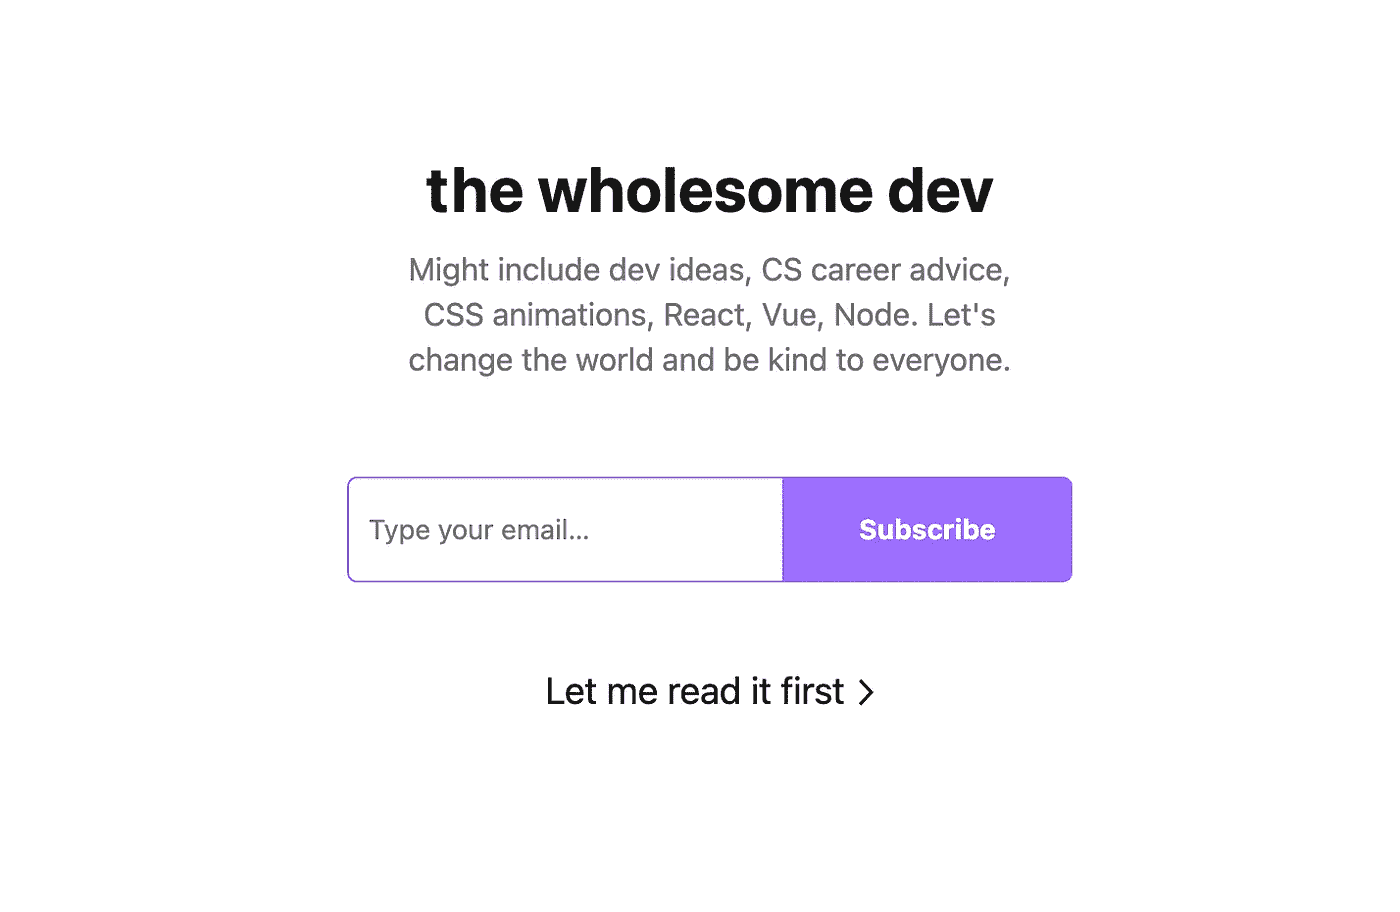 the wholesome dev
Might include dev ideas, CS career advice,
CSS animations, React, Vue, Node. Let's
change the world and be kind to everyone.
Type your email...
Subscribe
Let me read it first >